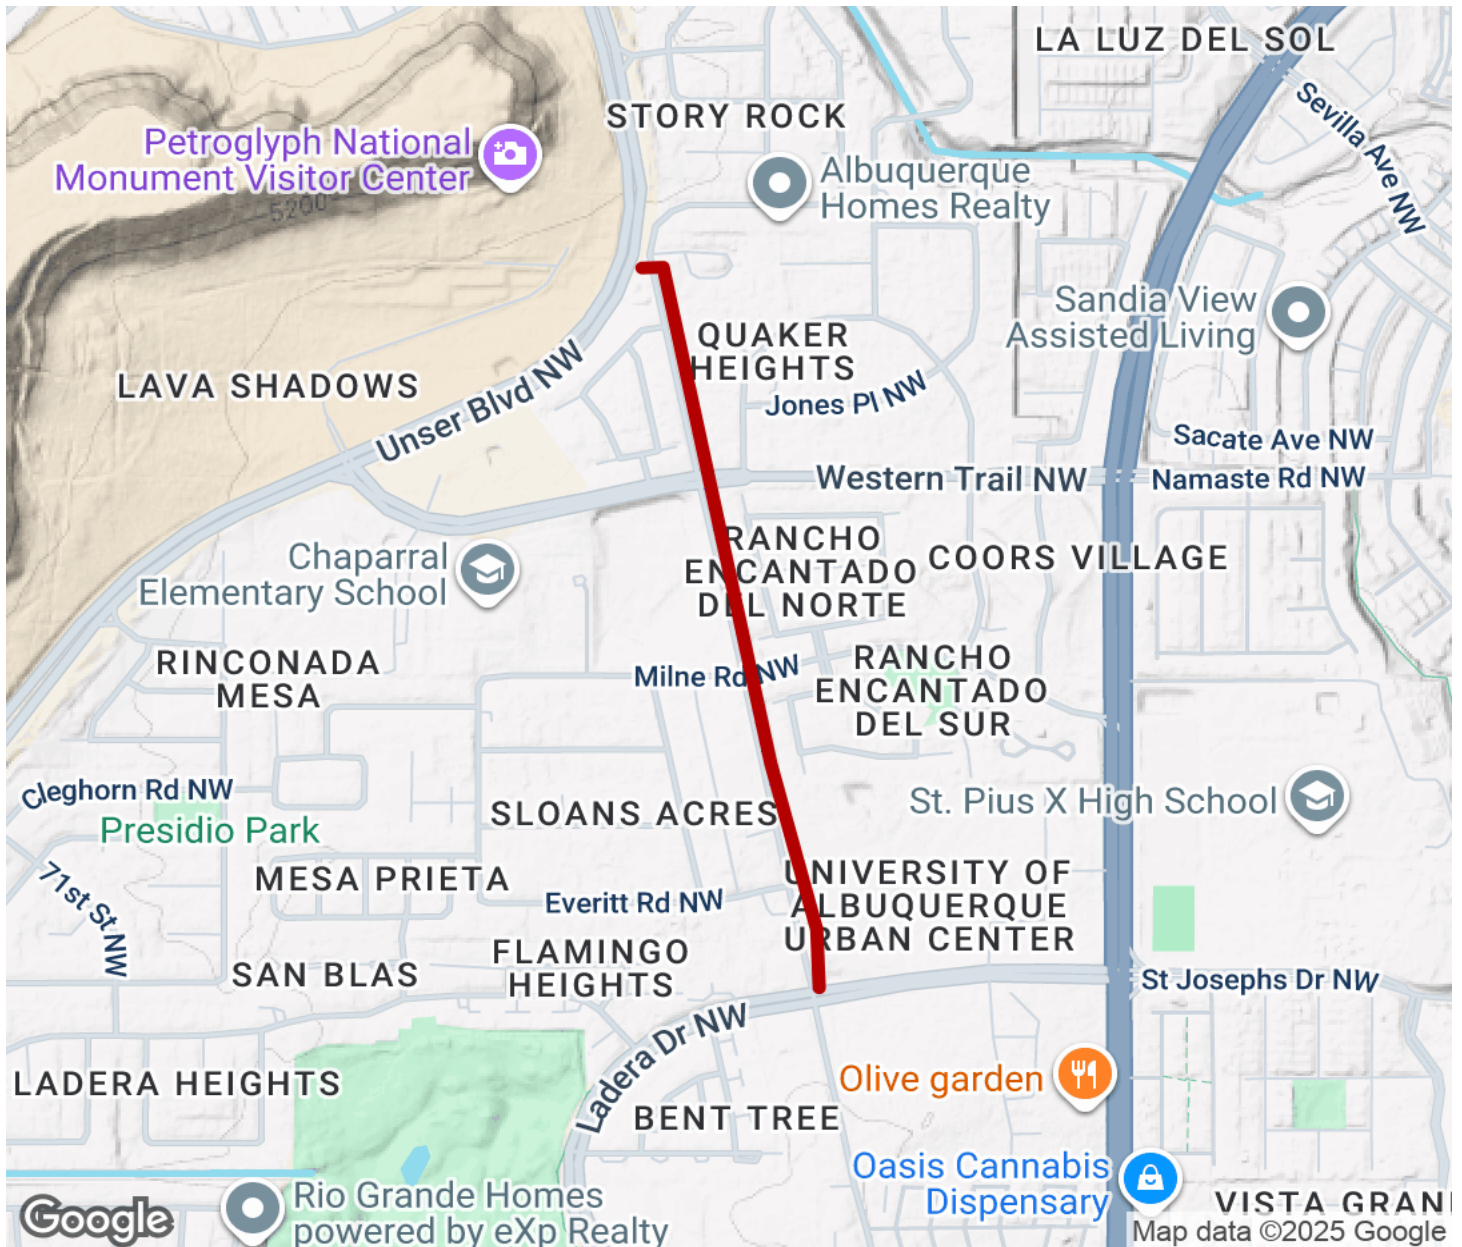 LA LUZ DEL SOL
Sevilla Ave NW
STORY ROCK
Petroglyph National
Monument Visitor Center
5200
Albuquerque
Homes Realty
Sandia View
Assisted Living
QUAKER
HEIGHTS
LAVA SHADOWS
Unser Blvd NW
Jones Pl NW
Sacate Ave NW
Western Trail NW
Namaste Rd NW
RANCHO
ENCANTADO
DEL NORTE
COORS VILLAGE
Chaparral
Elementary School
RINCONADA
MESA
Milne Rd NW
RANCHO
ENCANTADO
DEL SUR
Cleghorn Rd NW
Presidio Park
SLOANS ACRES
St. Pius X High School
71st St NW
MESA PRIETA
Everitt Rd NW
UNIVERSITY OF
ALBUQUERQUE
URBAN CENTER
SAN BLAS
FLAMINGO
HEIGHTS
St Josephs Dr NW
Ladera Dr NW
LADERA HEIGHTS
Olive garden
BENT TREE
Oasis Cannabis
Dispensary
Rio Grande Homes
powered by eXp Realty
VISTA GRAN
Google
Map data ©2025 Google